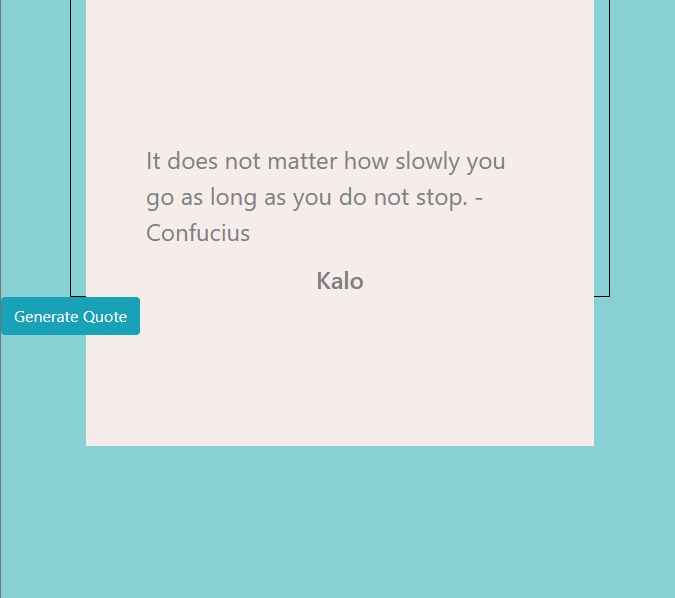 It does not matter how slowly you
go as long as you do not stop. -
Confucius
Kalo
Generate Quote